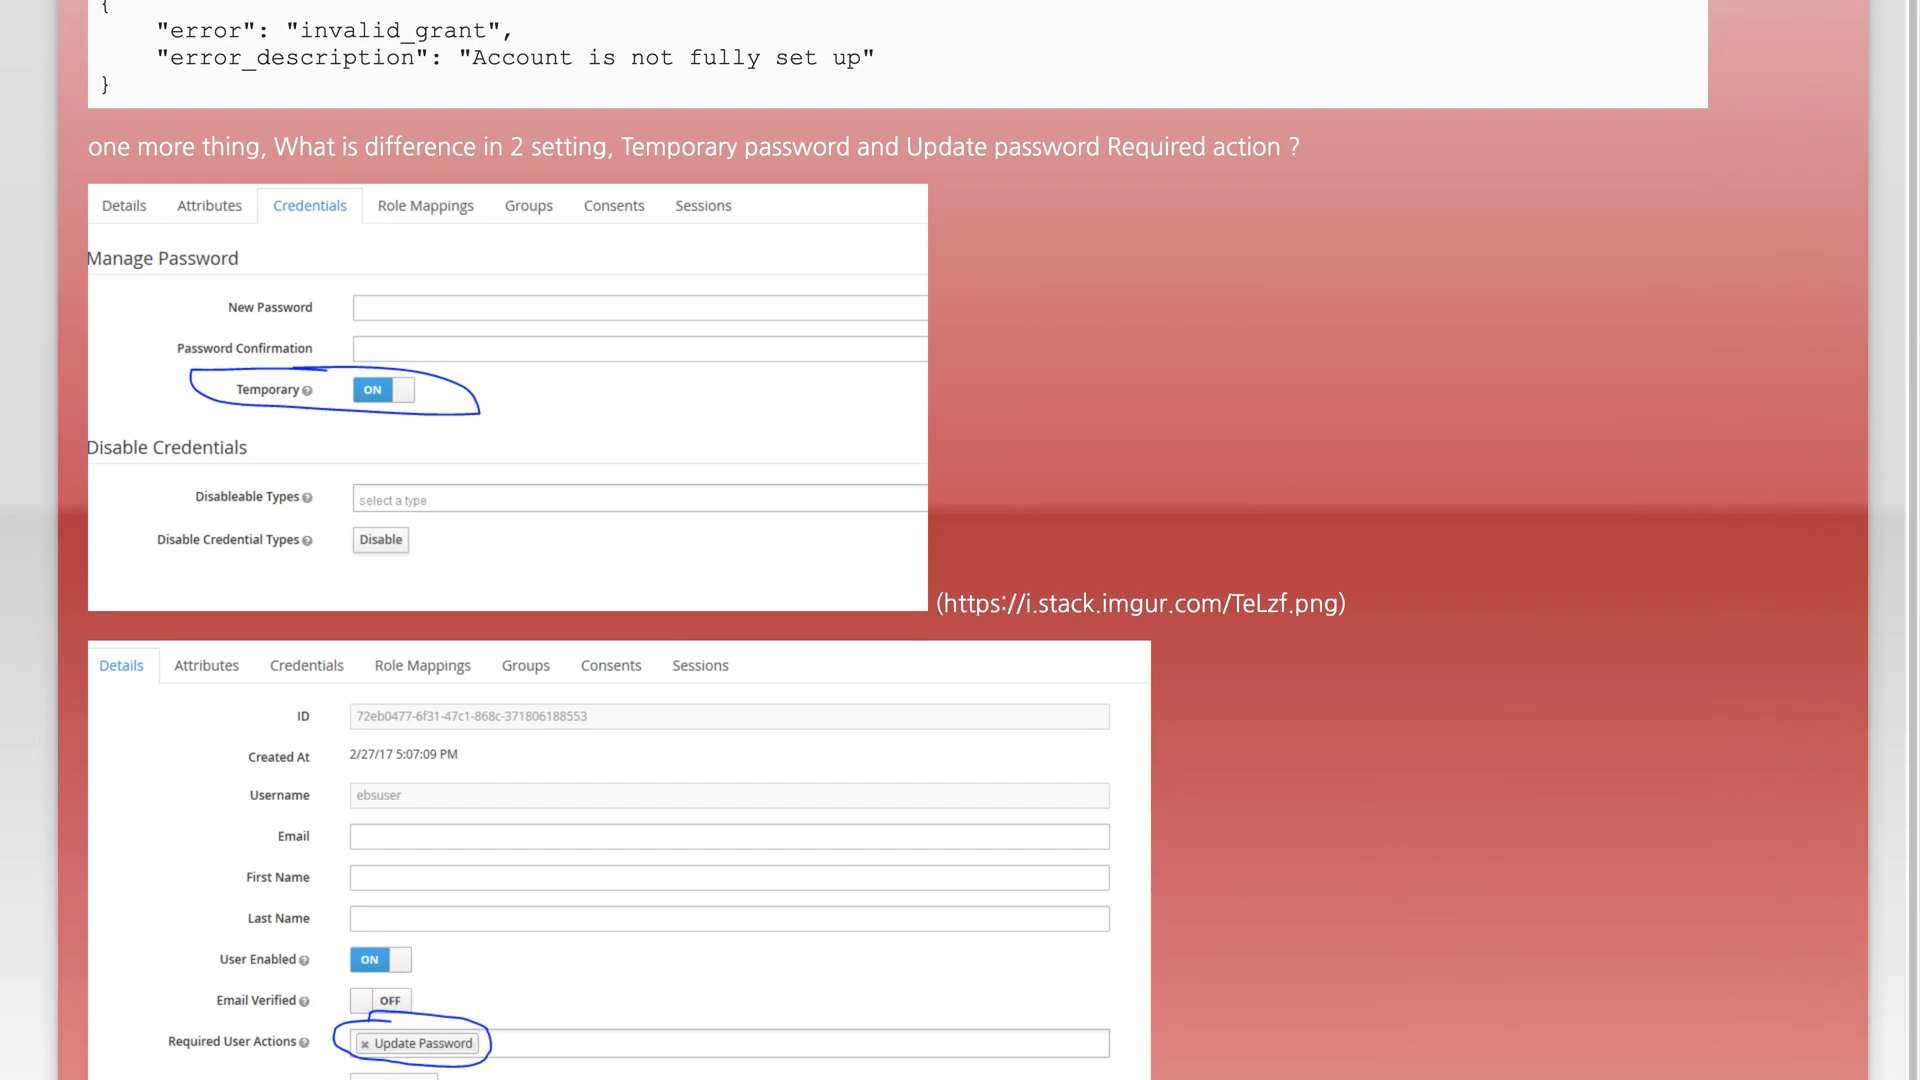 {
"error": "invalid_grant",
"error_description": "Account is not fully set up"
}
one more thing, What is difference in 2 setting, Temporary password and Update password Required action ?
Details Attributes Credentials Role Mappings Groups Consents Sessions
Manage Password
New Password
Password Confirmation
Temporary ON
Disable Credentials
Disableable Types select a type
Disable Credential Types Disable
(https://i.stack.imgur.com/TeLzf.png)
Details Attributes Credentials Role Mappings Groups Consents Sessions
ID 72eb0477-6f31-47c1-868c-371806188553
Created At 2/27/17 5:07:09 PM
Username ebsuser
Email
First Name
Last Name
User Enabled ON
Email Verified OFF
Required User Actions × Update Password